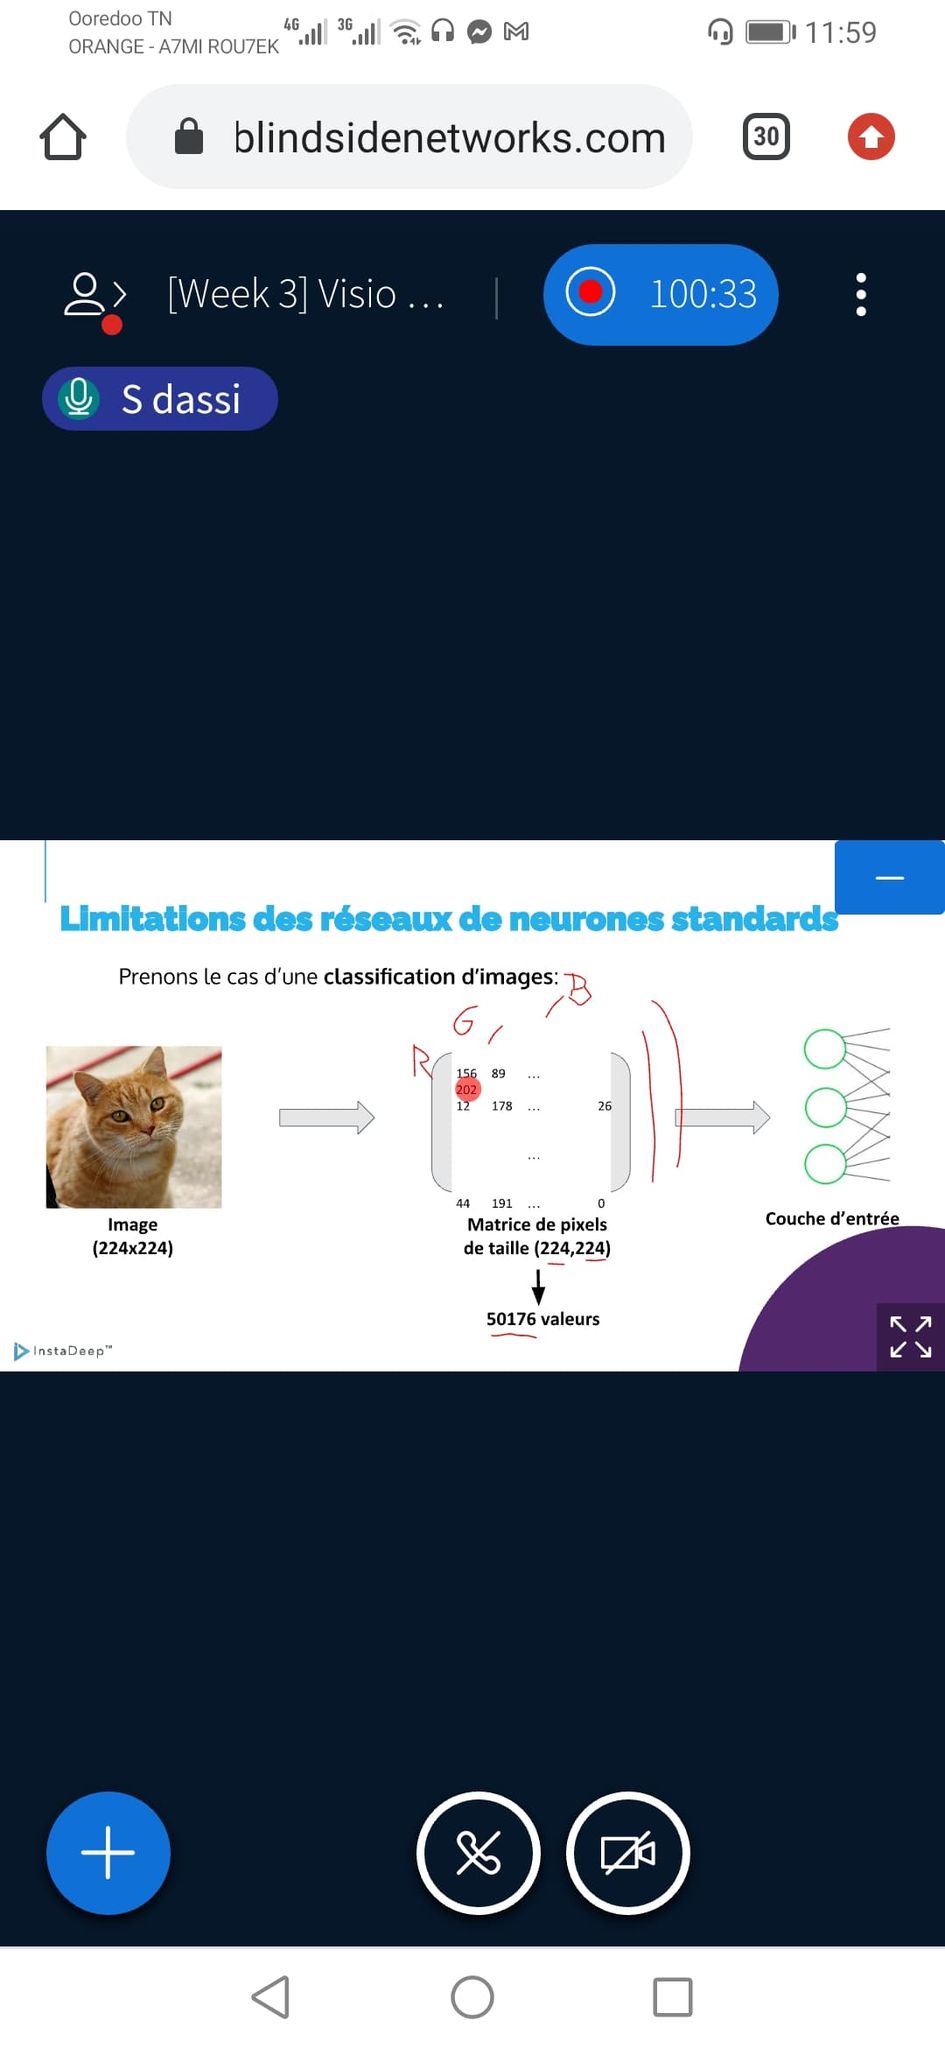 Ooredoo TN
ORANGE - A7MI ROU7EK
4G
3G
11:59
blindsidenetworks.com
30
[Week 3] Visio ...
100:33
S dassi
Limitations des réseaux de neurones standards
Prenons le cas d'une classification d'images:
R G, , B
156 89 ...
202
12 178 ... 26
...
44 191 ... 0
Image
(224x224)
Matrice de pixels
de taille (224,224)
50176 valeurs
Couche d'entrée
InstaDeep™